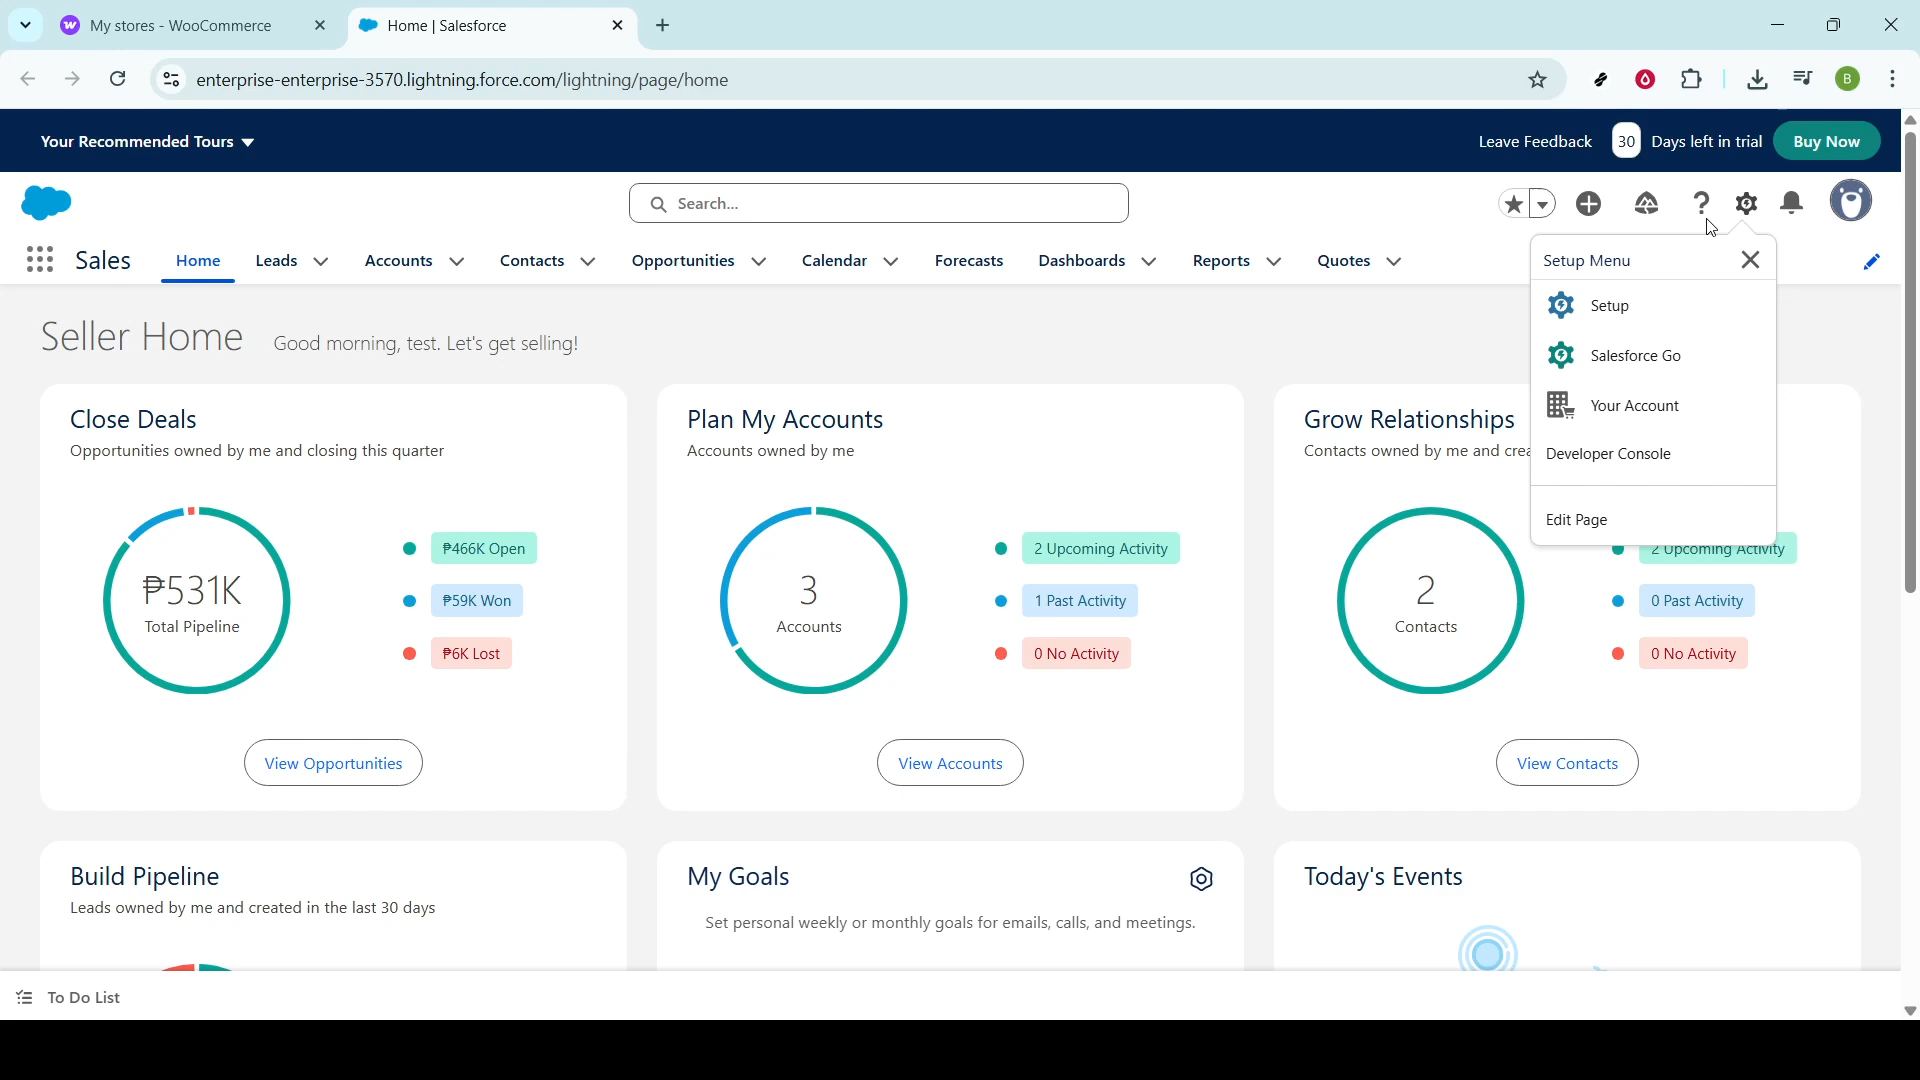 My stores - WooCommerce
Home | Salesforce
enterprise-enterprise-3570.lightning.force.com/lightning/page/home
B
Your Recommended Tours
Leave Feedback
30
Days left in trial
Buy Now
Search...
Sales
Home
Leads
Accounts
Contacts
Opportunities
Calendar
Forecasts
Dashboards
Reports
Quotes
Setup Menu
Setup
Salesforce Go
Your Account
Developer Console
Edit Page
Seller Home
Good morning, test. Let's get selling!
Close Deals
Opportunities owned by me and closing this quarter
₱531K
Total Pipeline
₱466K Open
₱59K Won
₱6K Lost
View Opportunities
Plan My Accounts
Accounts owned by me
3
Accounts
2 Upcoming Activity
1 Past Activity
0 No Activity
View Accounts
Grow Relationships
Contacts owned by me and crea
2
Contacts
2 Upcoming Activity
0 Past Activity
0 No Activity
View Contacts
Build Pipeline
Leads owned by me and created in the last 30 days
My Goals
Set personal weekly or monthly goals for emails, calls, and meetings.
Today's Events
To Do List